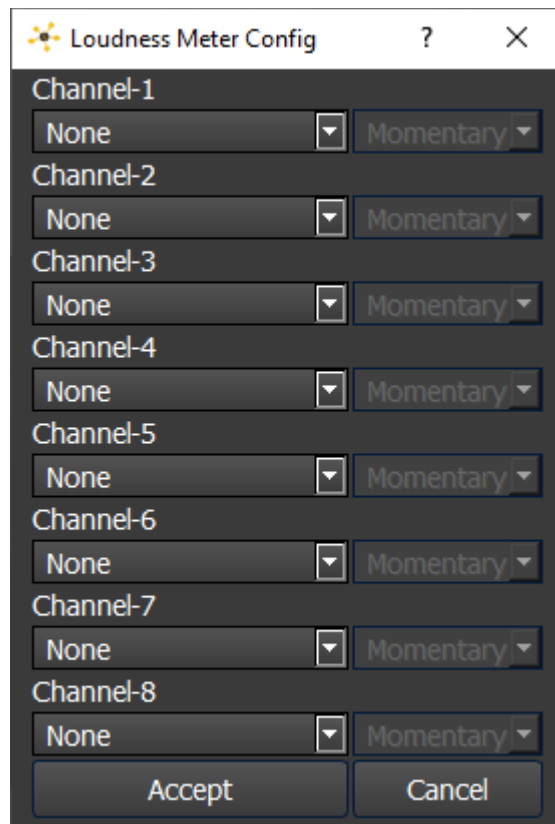 Loudness Meter Config ?
Channel-1
None Momentary
Channel-2
None Momentary
Channel-3
None Momentary
Channel-4
None Momentary
Channel-5
None Momentary
Channel-6
None Momentary
Channel-7
None Momentary
Channel-8
None Momentary
Accept Cancel